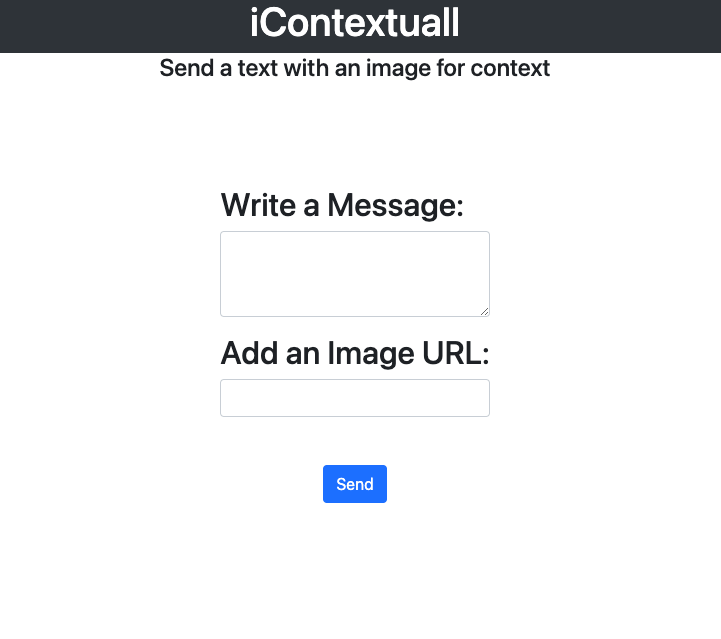 iContextuall
Send a text with an image for context
Write a Message:
Add an Image URL:
Send